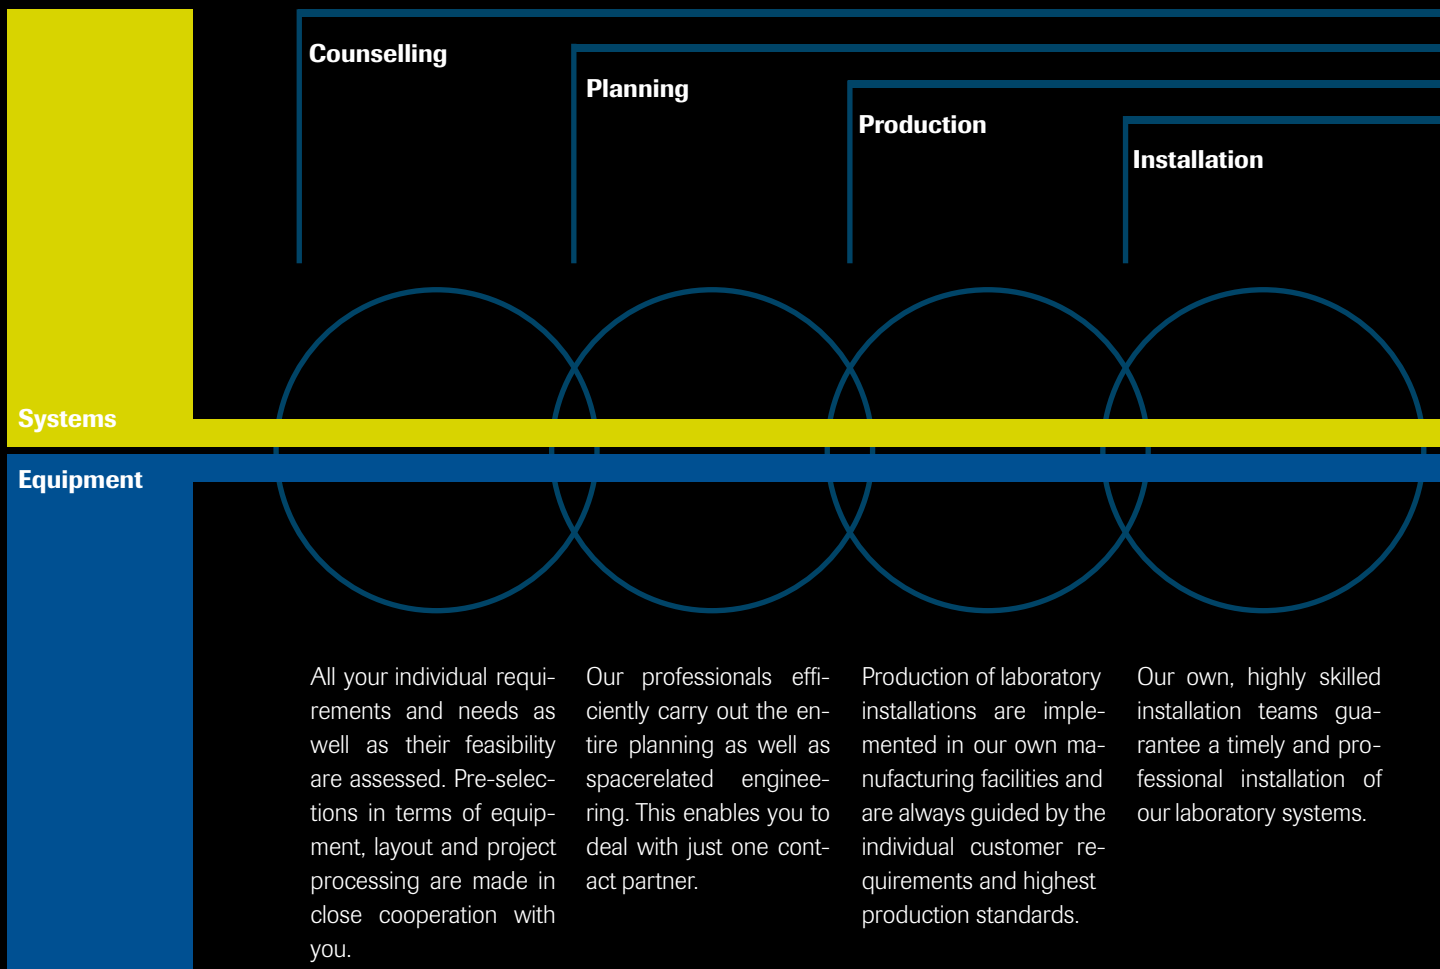 Counselling
Planning
Production
Installation
Systems
Equipment
All your individual requi-
rements and needs as
well as their feasibility
are assessed. Pre-selec-
tions in terms of equip-
ment, layout and project
processing are made in
close cooperation with
you.
Our professionals effi-
ciently carry out the en-
tire planning as well as
spacerelated enginee-
ring. This enables you to
deal with just one cont-
act partner.
Production of laboratory
installations are imple-
mented in our own ma-
nufacturing facilities and
are always guided by the
individual customer re-
quirements and highest
production standards.
Our own, highly skilled
installation teams gua-
rantee a timely and pro-
fessional installation of
our laboratory systems.